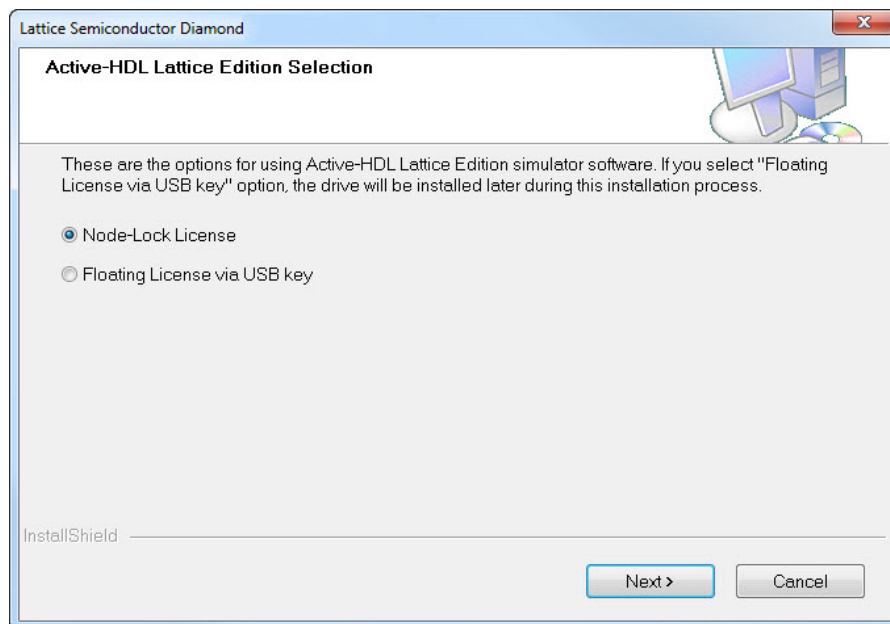 Lattice Semiconductor Diamond
Active-HDL Lattice Edition Selection
These are the options for using Active-HDL Lattice Edition simulator software. If you select "Floating
License via USB key" option, the drive will be installed later during this installation process.
Node-Lock License
Floating License via USB key
InstallShield
Next >
Cancel